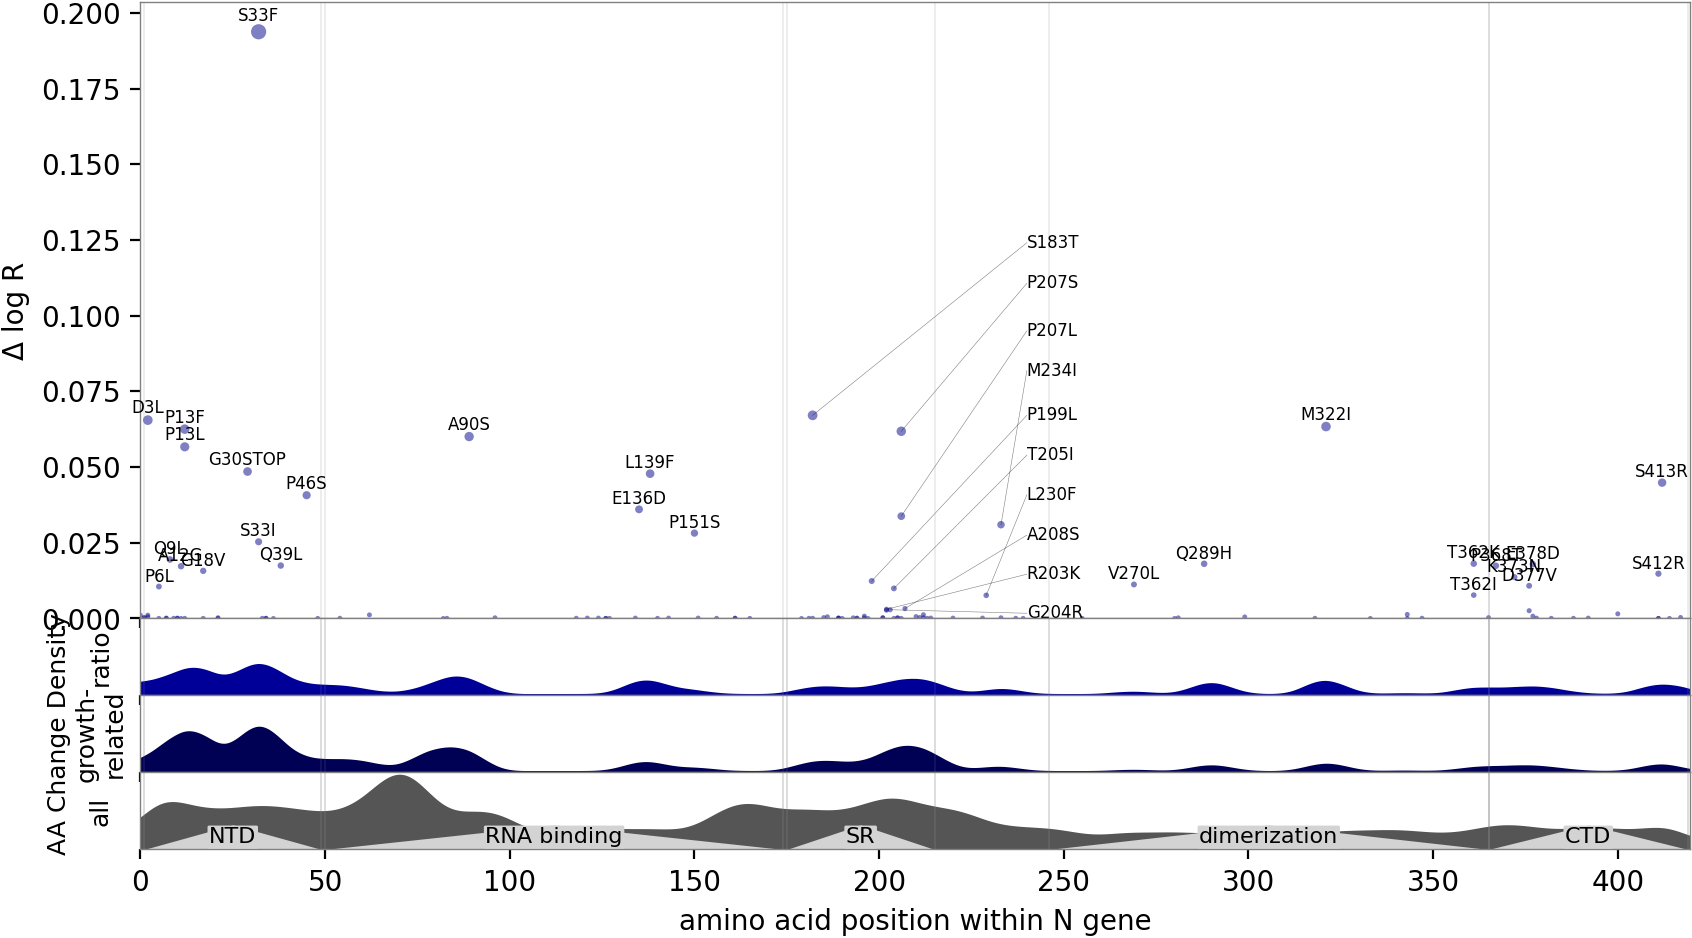 0.200
0.175
0.150
0.125
0.100
0.075
0.050
0.025
0.000
Δ log R
S33F
S183T
P207S
P207L
M234I
P199L
T205I
L230F
A208S
R203K
G204R
D3L
P13F
P13L
G30STOP
P46S
A90S
L139F
E136D
P151S
M322I
S413R
S33I
Q39L
Q9L
A12G
G18V
P6L
V270L
Q289H
T362K
P368T
E378D
K373N
D377V
T362I
S412R
AA Change Density
ratio
growth-
related
all
NTD
RNA binding
SR
dimerization
CTD
0
50
100
150
200
250
300
350
400
amino acid position within N gene